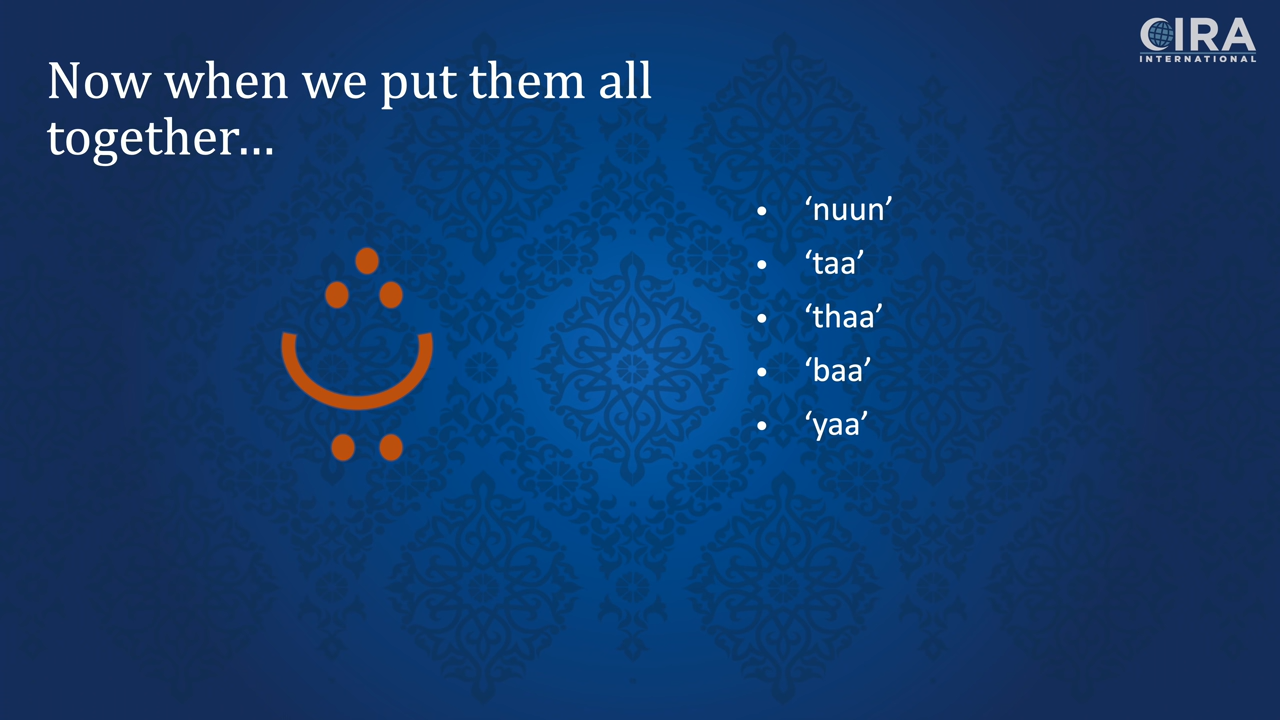 Now when we put them all
together…
• ‘nuun’
• ‘taa’
• ‘thaa’
• ‘baa’
• ‘yaa’
CIRA
INTERNATIONAL